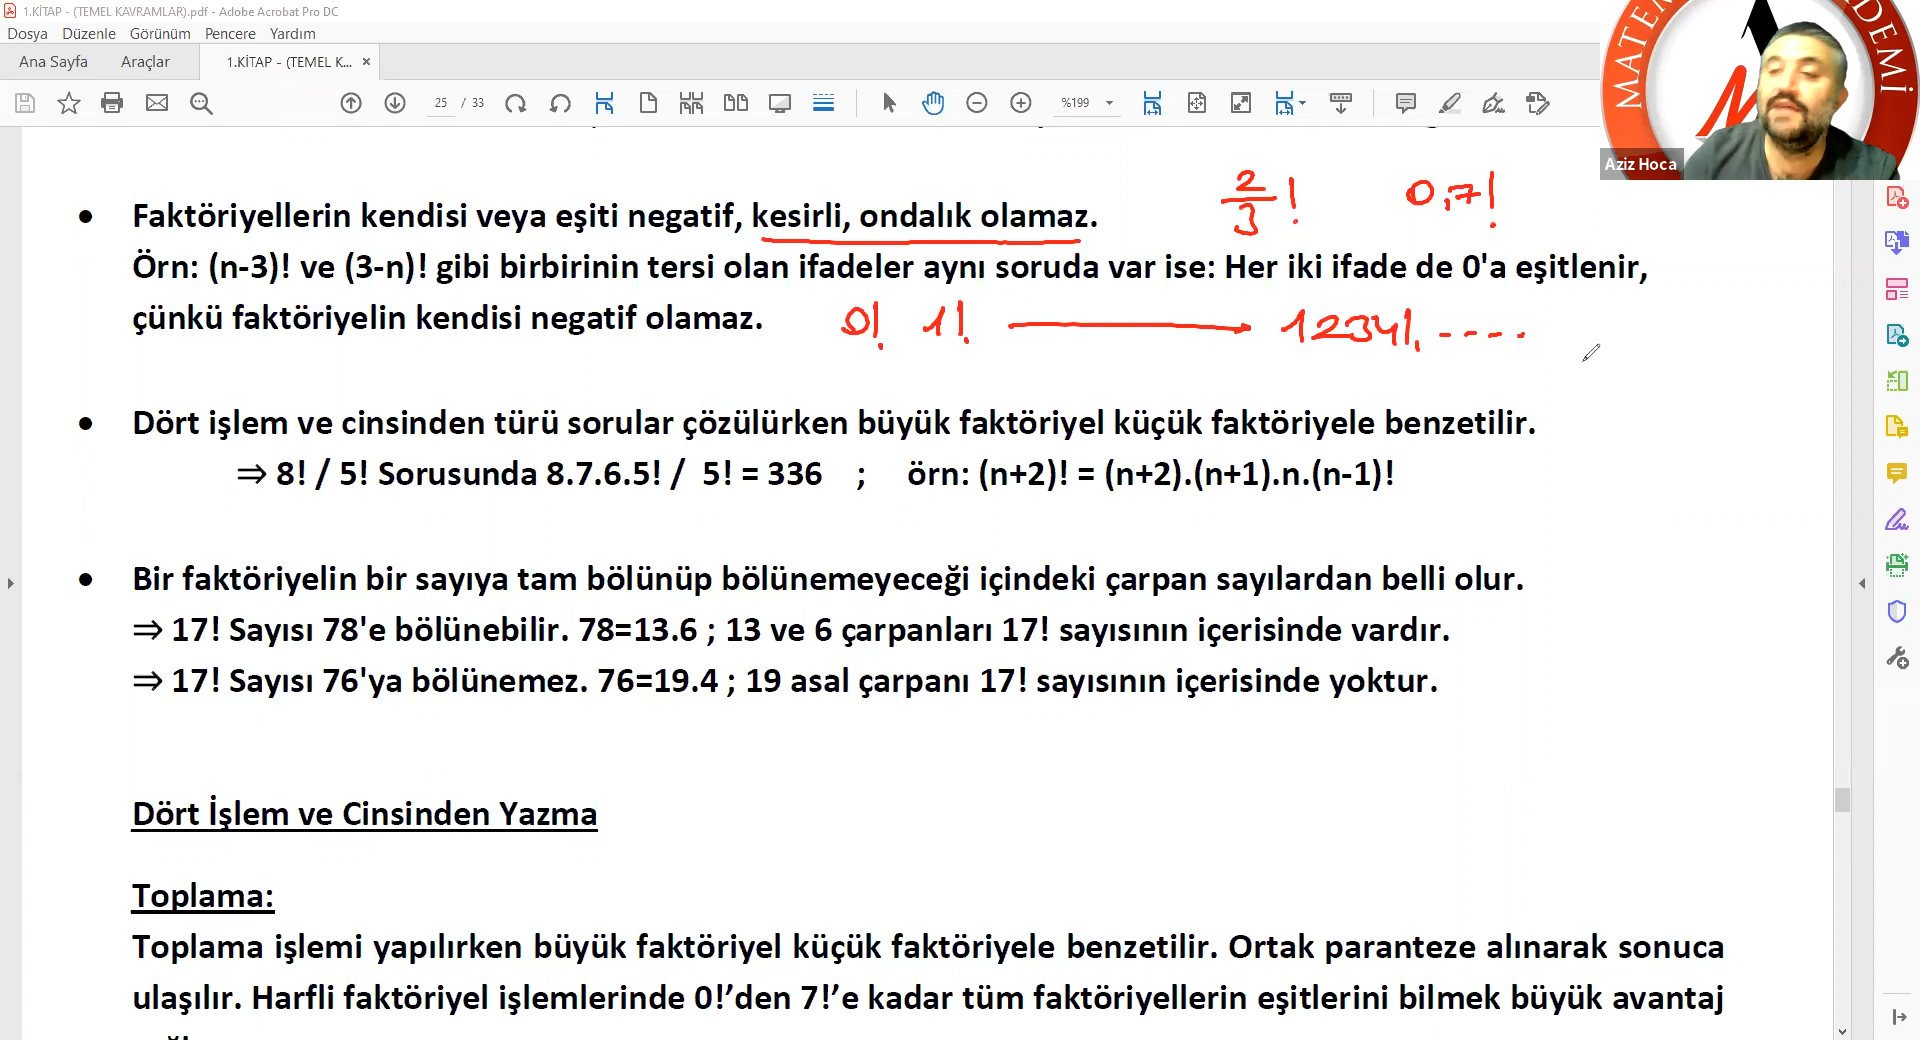 1.KİTAP - (TEMEL KAVRAMLAR).pdf - Adobe Acrobat Pro DC
Dosya Düzenle Görünüm Pencere Yardım
Ana Sayfa Araçlar 1.KİTAP - (TEMEL K... ×
25 / 33 %199
MATEM
DEMİ
Aziz Hoca
2/3 ! 0,7!
• Faktöriyellerin kendisi veya eşiti negatif, kesirli, ondalık olamaz.
Örn: (n-3)! ve (3-n)! gibi birbirinin tersi olan ifadeler aynı soruda var ise: Her iki ifade de 0'a eşitlenir,
çünkü faktöriyelin kendisi negatif olamaz. 0! 1! 1234! ----
• Dört işlem ve cinsinden türü sorular çözülürken büyük faktöriyel küçük faktöriyele benzetilir.
⇒ 8! / 5! Sorusunda 8.7.6.5! / 5! = 336 ; örn: (n+2)! = (n+2).(n+1).n.(n-1)!
• Bir faktöriyelin bir sayıya tam bölünüp bölünemeyeceği içindeki çarpan sayılardan belli olur.
⇒ 17! Sayısı 78'e bölünebilir. 78=13.6 ; 13 ve 6 çarpanları 17! sayısının içerisinde vardır.
⇒ 17! Sayısı 76'ya bölünemez. 76=19.4 ; 19 asal çarpanı 17! sayısının içerisinde yoktur.
Dört İşlem ve Cinsinden Yazma
Toplama:
Toplama işlemi yapılırken büyük faktöriyel küçük faktöriyele benzetilir. Ortak paranteze alınarak sonuca
ulaşılır. Harfli faktöriyel işlemlerinde 0!’den 7!’e kadar tüm faktöriyellerin eşitlerini bilmek büyük avantaj